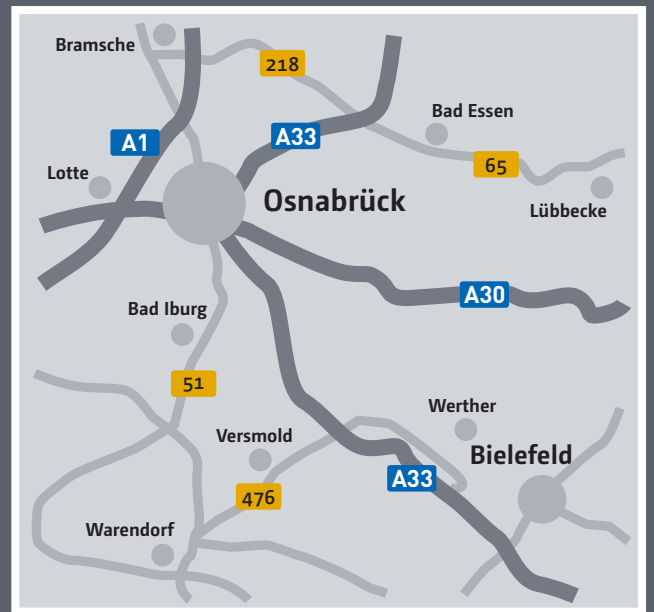 Bramsche
218
Bad Essen
A1
A33
65
Lotte
Osnabrück
Lübbecke
A30
Bad Iburg
51
Werther
Versmold
Bielefeld
A33
476
Warendorf